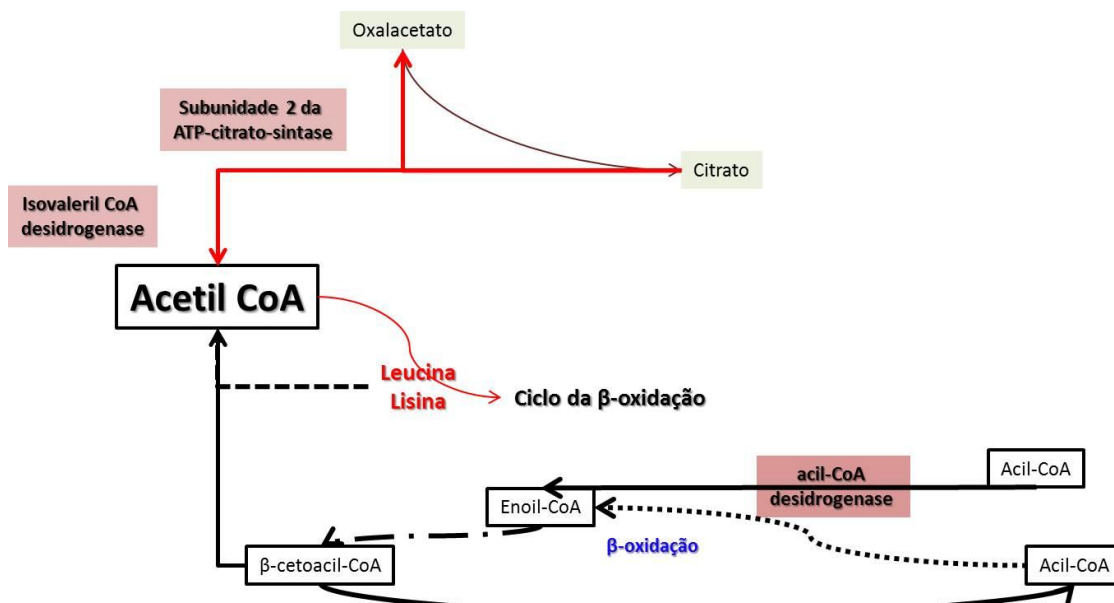 Oxalacetato
Subunidade 2 da
ATP-citrato-sintase
Citrato
Isovaleril CoA
desidrogenase
Acetil CoA
Leucina
Lisina
Ciclo da β-oxidação
acil-CoA
desidrogenase
Acil-CoA
Enoil-CoA
β-oxidação
β-cetoacil-CoA
Acil-CoA